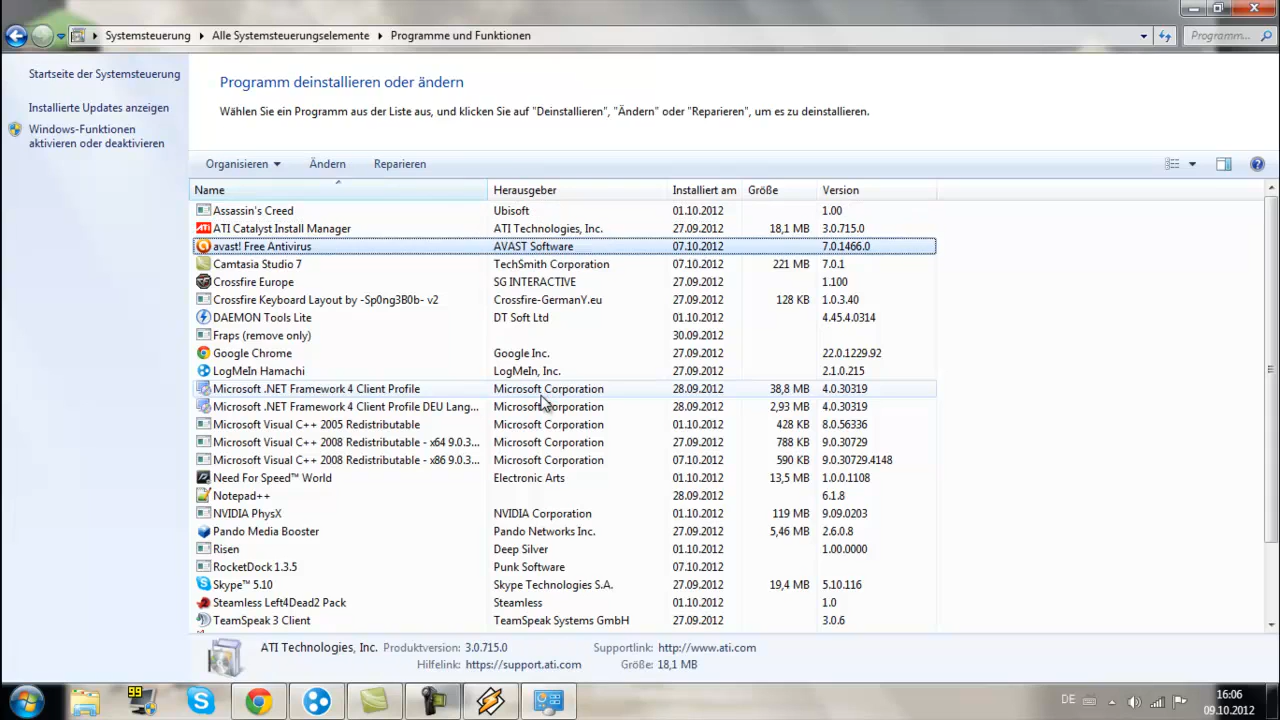 Systemsteuerung Alle Systemsteuerungselemente Programme und Funktionen Programm...
Startseite der Systemsteuerung
Installierte Updates anzeigen
Windows-Funktionen
aktivieren oder deaktivieren
Programm deinstallieren oder ändern
Wählen Sie ein Programm aus der Liste aus, und klicken Sie auf "Deinstallieren", "Ändern" oder "Reparieren", um es zu deinstallieren.
Organisieren Ändern Reparieren
Name Herausgeber Installiert am Größe Version
Assassin's Creed Ubisoft 01.10.2012 1.00
ATI Catalyst Install Manager ATI Technologies, Inc. 27.09.2012 18,1 MB 3.0.715.0
avast! Free Antivirus AVAST Software 07.10.2012 7.0.1466.0
Camtasia Studio 7 TechSmith Corporation 07.10.2012 221 MB 7.0.1
Crossfire Europe SG INTERACTIVE 27.09.2012 1.100
Crossfire Keyboard Layout by -Sp0ng3B0b- v2 Crossfire-GermanY.eu 27.09.2012 128 KB 1.0.3.40
DAEMON Tools Lite DT Soft Ltd 01.10.2012 4.45.4.0314
Fraps (remove only) 30.09.2012
Google Chrome Google Inc. 27.09.2012 22.0.1229.92
LogMeIn Hamachi LogMeIn, Inc. 27.09.2012 2.1.0.215
Microsoft .NET Framework 4 Client Profile Microsoft Corporation 28.09.2012 38,8 MB 4.0.30319
Microsoft .NET Framework 4 Client Profile DEU Lang... Microsoft Corporation 28.09.2012 2,93 MB 4.0.30319
Microsoft Visual C++ 2005 Redistributable Microsoft Corporation 01.10.2012 428 KB 8.0.56336
Microsoft Visual C++ 2008 Redistributable - x64 9.0.3... Microsoft Corporation 27.09.2012 788 KB 9.0.30729
Microsoft Visual C++ 2008 Redistributable - x86 9.0.3... Microsoft Corporation 07.10.2012 590 KB 9.0.30729.4148
Need For Speed™ World Electronic Arts 01.10.2012 13,5 MB 1.0.0.1108
Notepad++ 28.09.2012 6.1.8
NVIDIA PhysX NVIDIA Corporation 01.10.2012 119 MB 9.09.0203
Pando Media Booster Pando Networks Inc. 27.09.2012 5,46 MB 2.6.0.8
Risen Deep Silver 01.10.2012 1.00.0000
RocketDock 1.3.5 Punk Software 07.10.2012
Skype™ 5.10 Skype Technologies S.A. 27.09.2012 19,4 MB 5.10.116
Steamless Left4Dead2 Pack Steamless 01.10.2012 1.0
TeamSpeak 3 Client TeamSpeak Systems GmbH 27.09.2012 3.0.6
ATI Technologies, Inc. Produktversion: 3.0.715.0 Supportlink: http://www.ati.com
Hilfelink: https://support.ati.com Größe: 18,1 MB
99
DE
16:06
09.10.2012